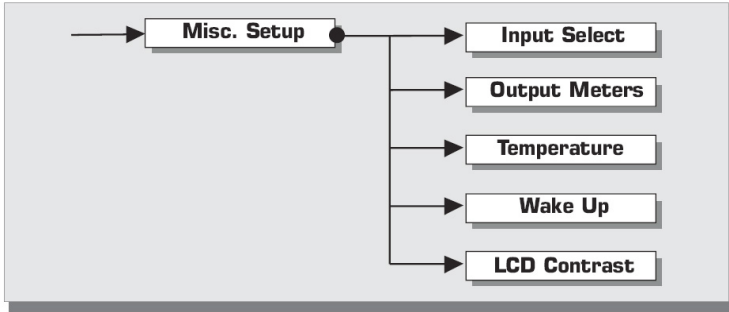 Misc. Setup
Input Select
Output Meters
Temperature
Wake Up
LCD Contrast